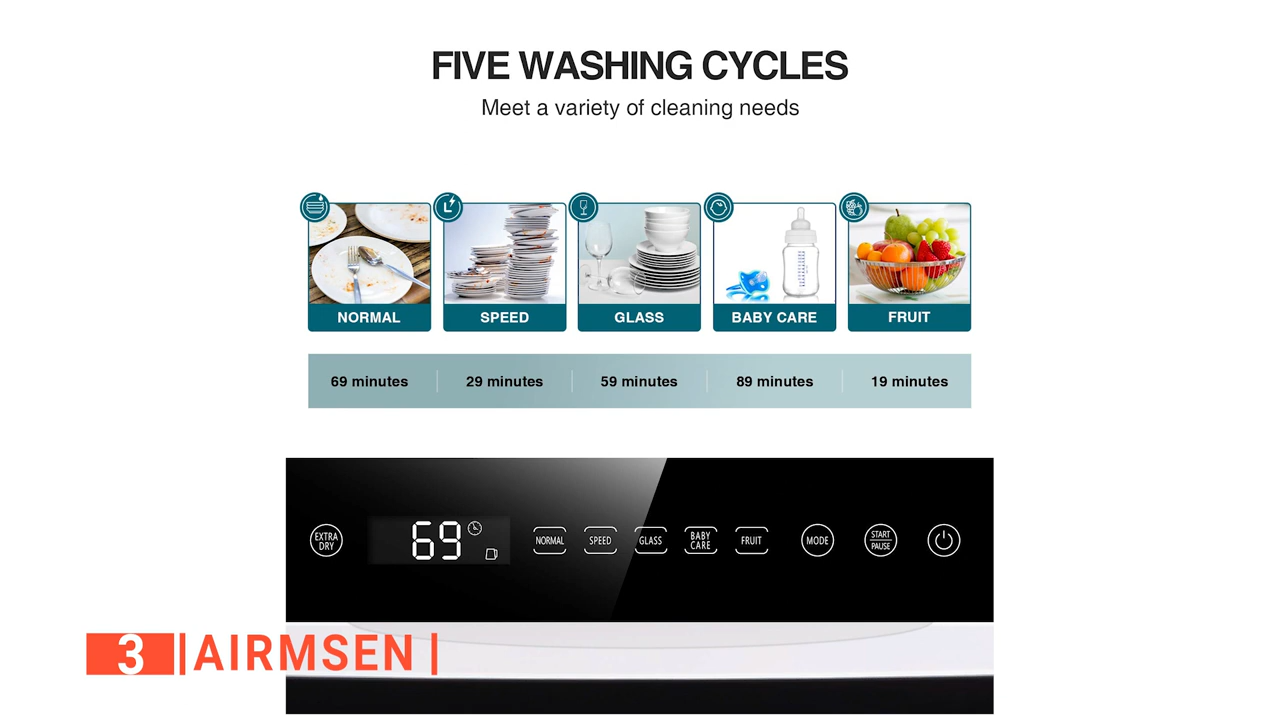 FIVE WASHING CYCLES
Meet a variety of cleaning needs
NORMAL SPEED GLASS BABY CARE FRUIT
69 minutes 29 minutes 59 minutes 89 minutes 19 minutes
EXTRA DRY 69 NORMAL SPEED GLASS BABY CARE FRUIT MODE START PAUSE
3 AIRMSEN